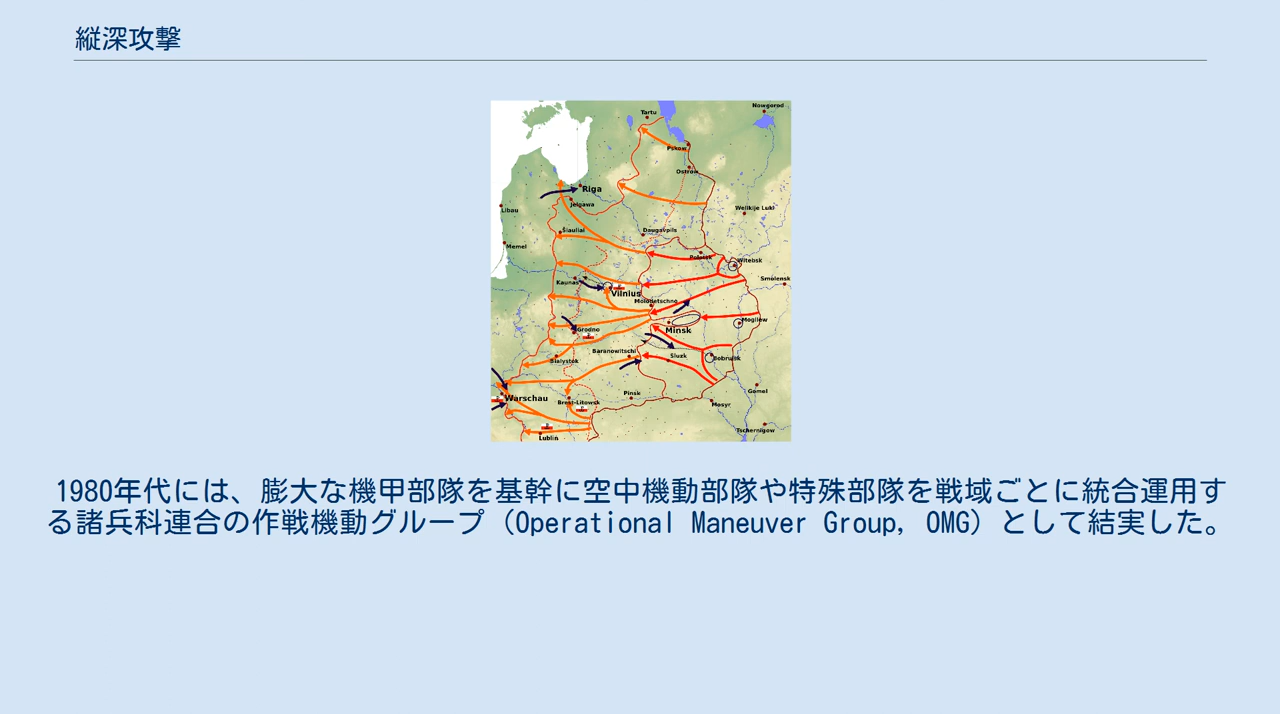 縦深攻撃
Nowgorod
Tartu
Pskow
Ostrow
Riga
Jelgawa
Welikije Luki
Libau
Šiauliai
Daugavpils
Memel
Polozk
Witebsk
Smolensk
Kaunas
Vilnius
Molodetschno
Mogilew
Grodno
Minsk
Baranowitschi
Sluzk
Bobruisk
Bialystok
Gomel
Pinsk
Warschau
Brest-Litowsk
Mosyr
Tschernigow
Lublin
1980年代には、膨大な機甲部隊を基幹に空中機動部隊や特殊部隊を戦域ごとに統合運用す
る諸兵科連合の作戦機動グループ（Operational Maneuver Group, OMG）として結実した。